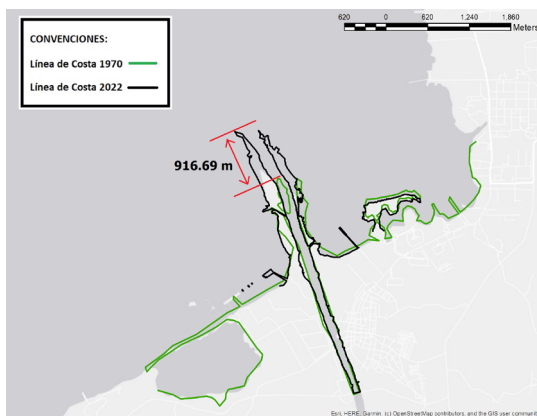 620 0 620 1,240 1,860
Meters
CONVENCIONES:
Línea de Costa 1970
Línea de Costa 2022
916.69 m
Esri, HERE, Garmin, (c) OpenStreetMap contributors, and the GIS user community